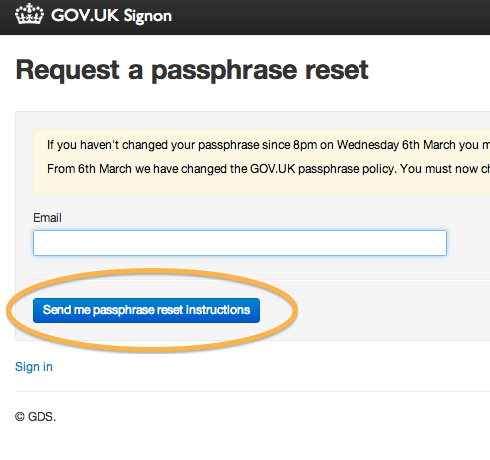 GOV.UK Signon
Request a passphrase reset
If you haven't changed your passphrase since 8pm on Wednesday 6th March you m
From 6th March we have changed the GOV.UK passphrase policy. You must now ch
Email
Send me passphrase reset instructions
Sign in
© GDS.